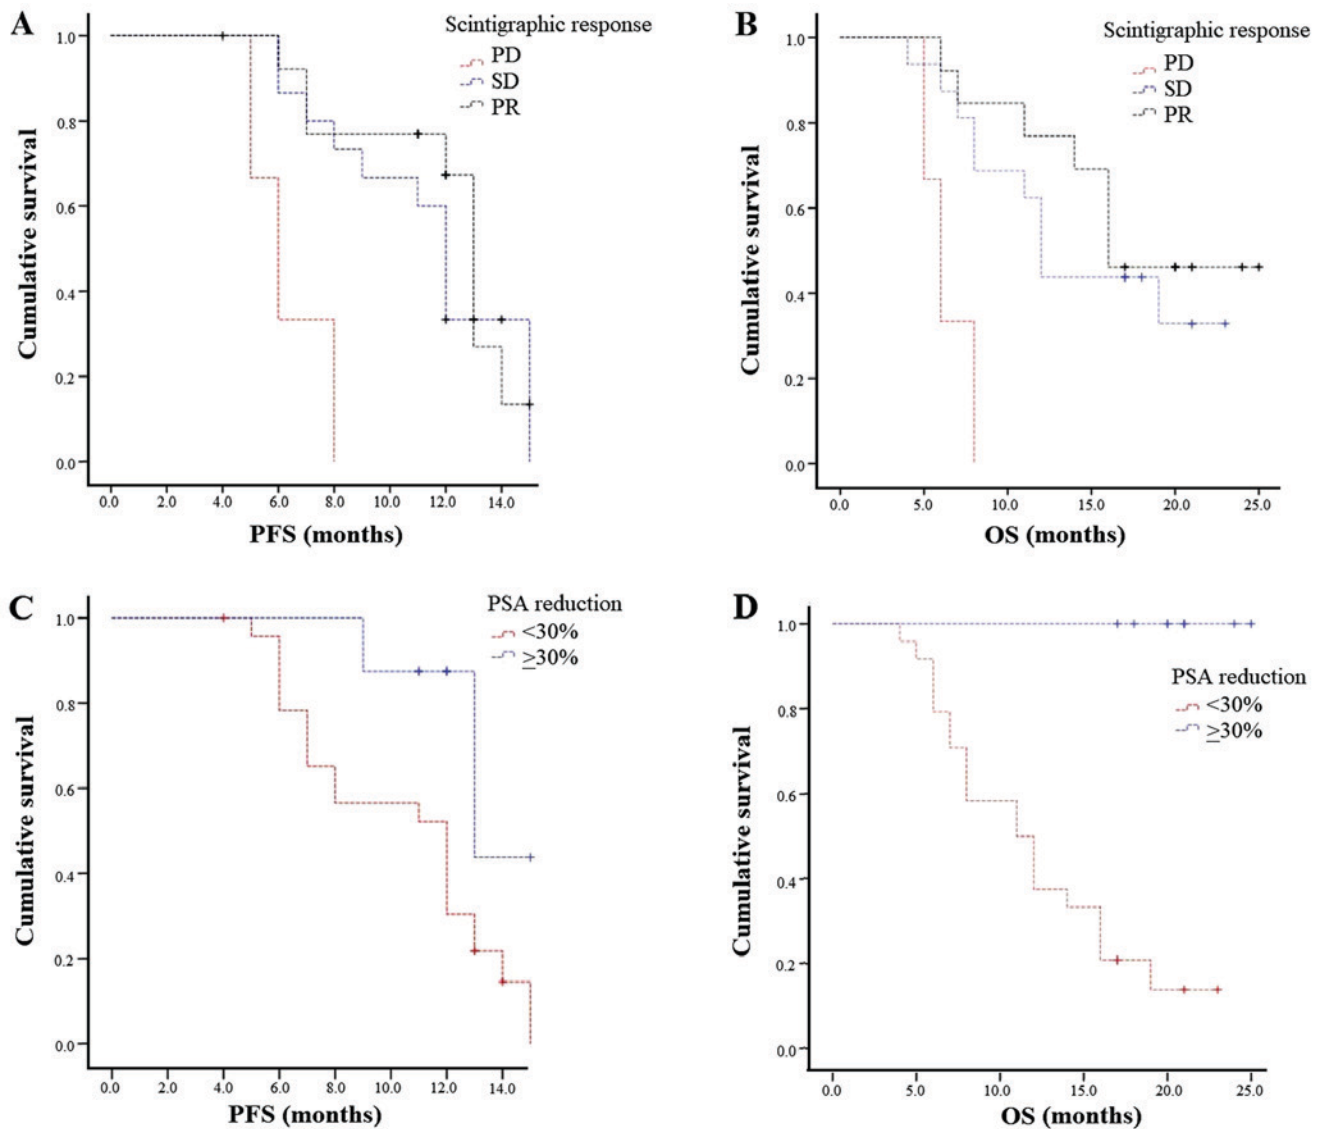 A
Scintigraphic response
PD
SD
PR
1.0
0.8
0.6
0.4
0.2
0.0
Cumulative survival
0.0 2.0 4.0 6.0 8.0 10.0 12.0 14.0
PFS (months)
B
Scintigraphic response
PD
SD
PR
1.0
0.8
0.6
0.4
0.2
0.0
Cumulative survival
0.0 5.0 10.0 15.0 20.0 25.0
OS (months)
C
PSA reduction
<30%
≥30%
1.0
0.8
0.6
0.4
0.2
0.0
Cumulative survival
0.0 2.0 4.0 6.0 8.0 10.0 12.0 14.0
PFS (months)
D
PSA reduction
<30%
≥30%
1.0
0.8
0.6
0.4
0.2
0.0
Cumulative survival
0.0 5.0 10.0 15.0 20.0 25.0
OS (months)